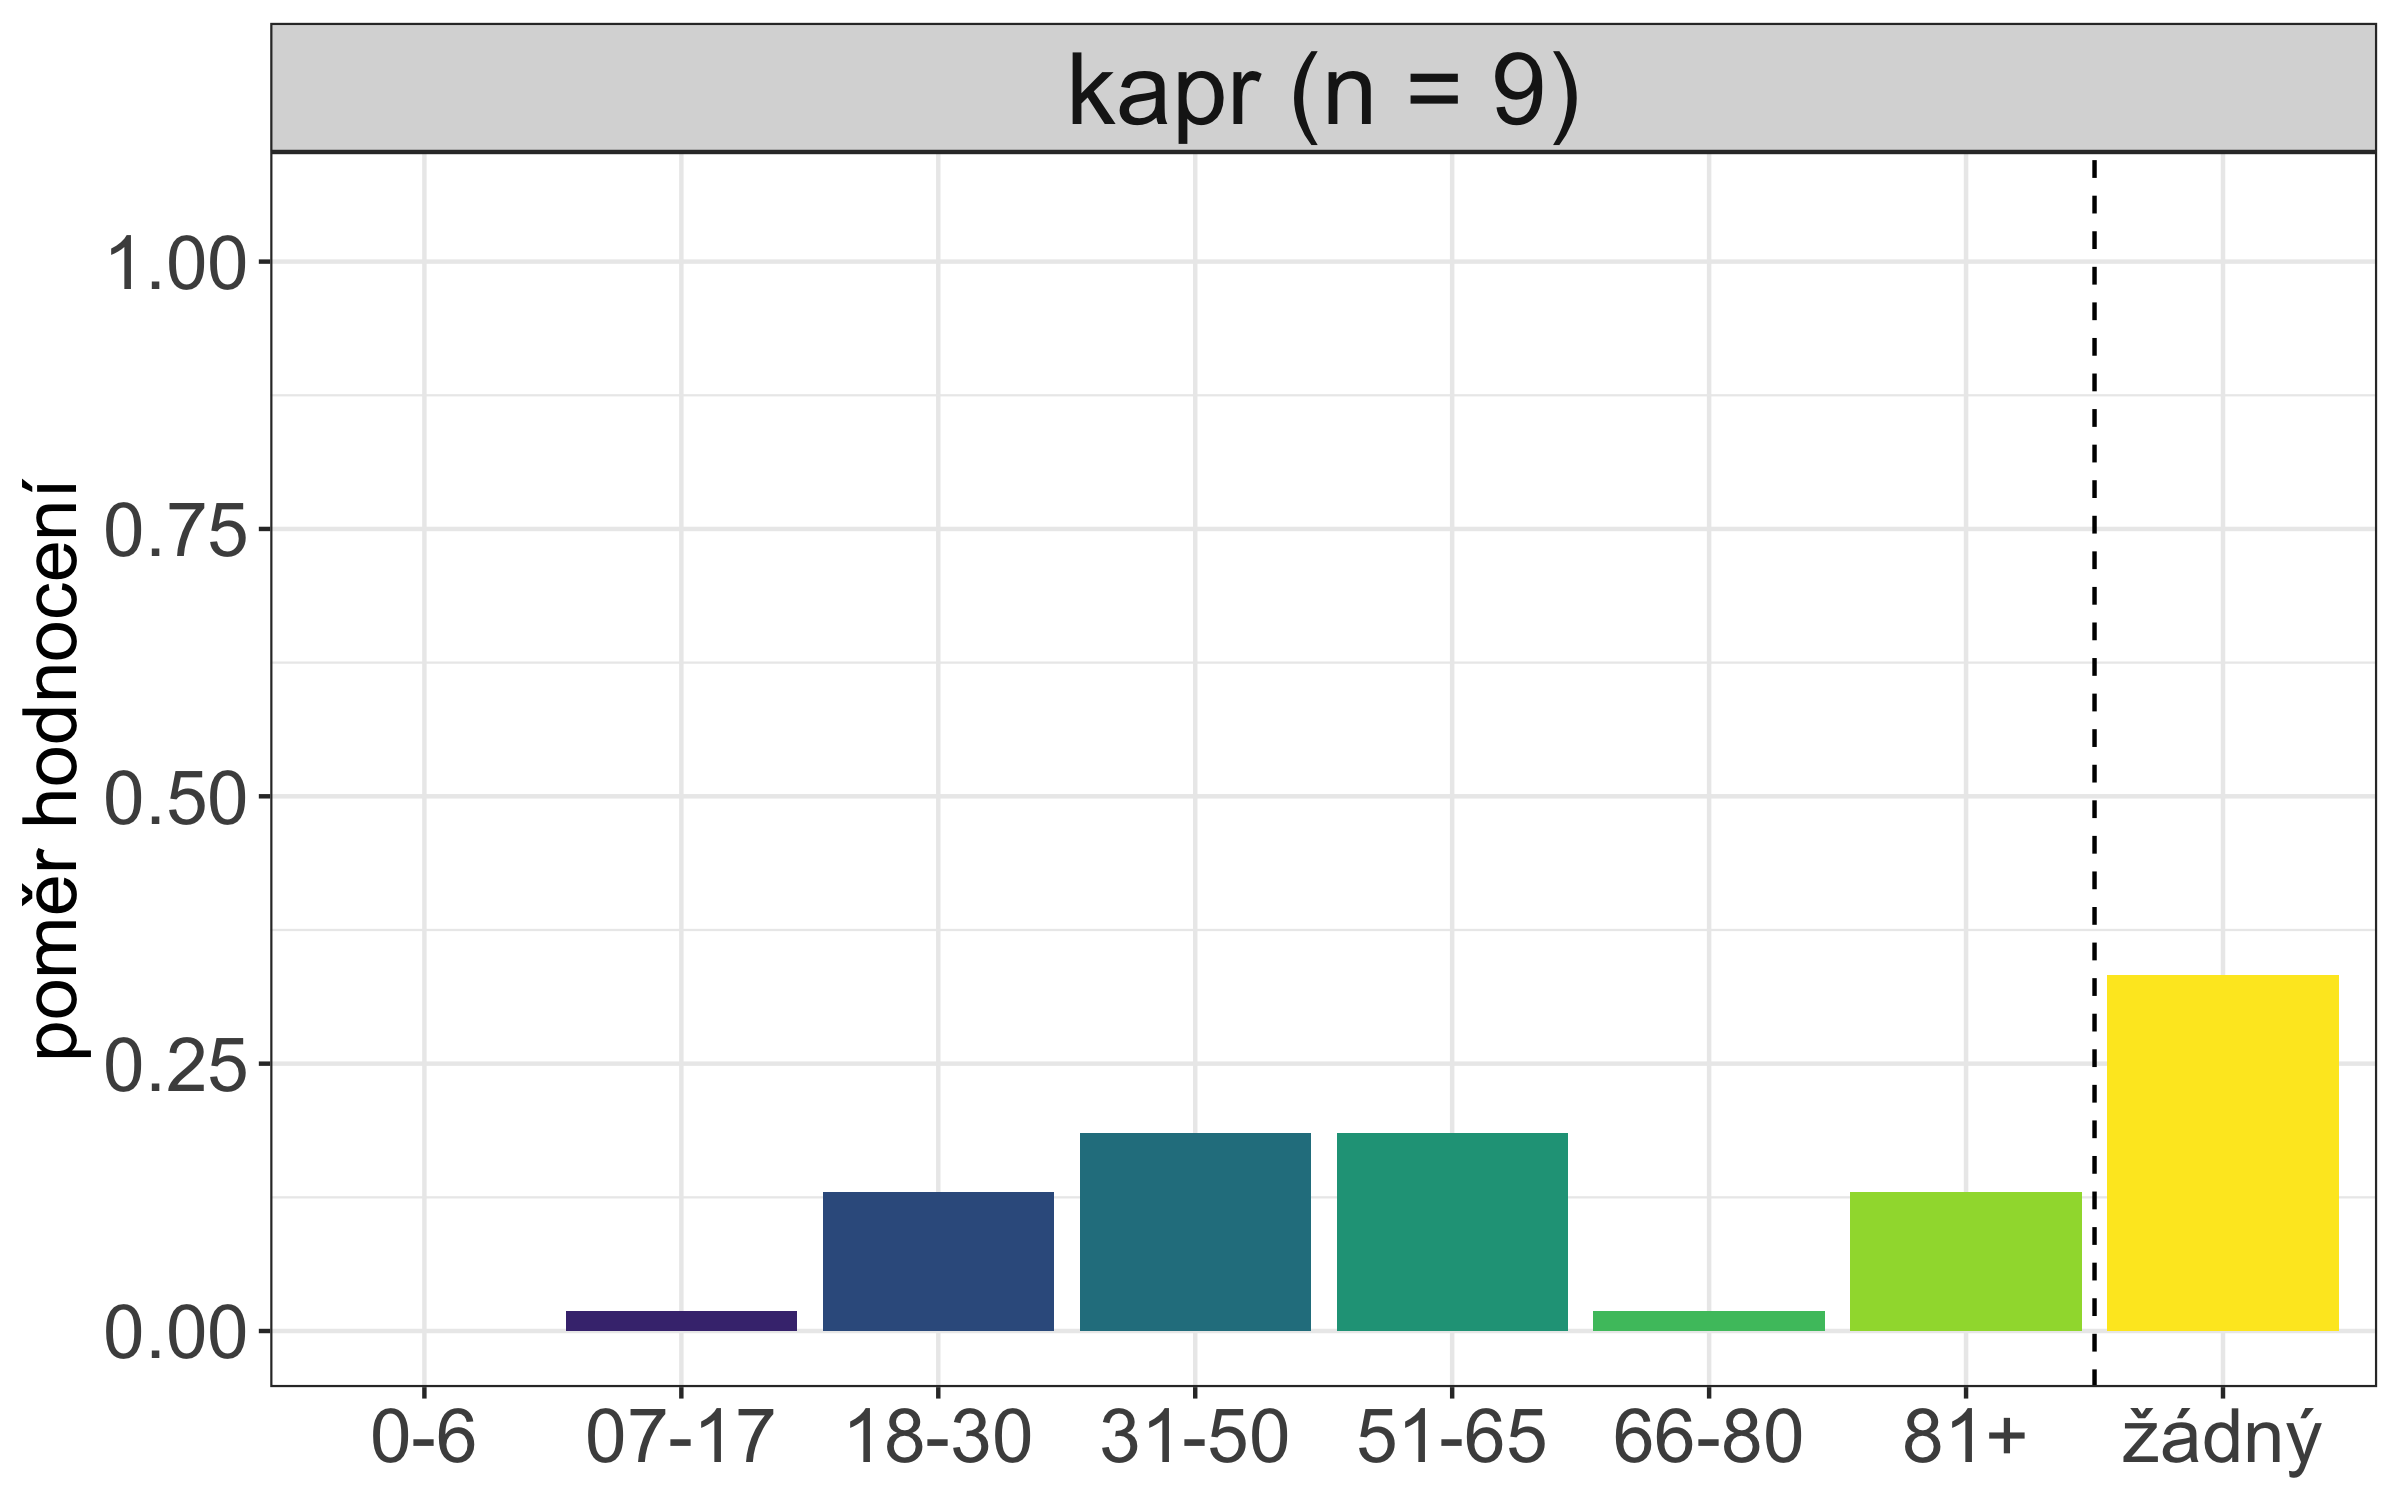 kapr (n = 9)
poměr hodnocení
1.00
0.75
0.50
0.25
0.00
0-6 07-17 18-30 31-50 51-65 66-80 81+ žádný